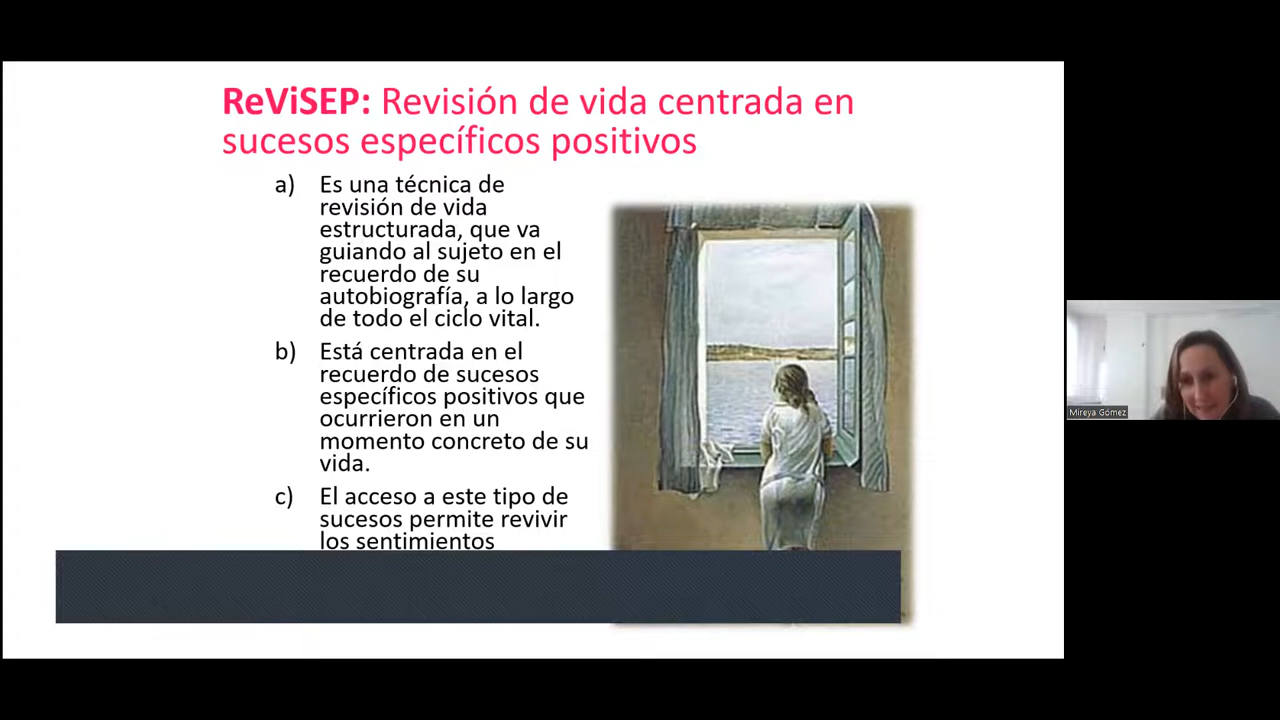 ReViSEP: Revisión de vida centrada en
sucesos específicos positivos
a) Es una técnica de
revisión de vida
estructurada, que va
guiando al sujeto en el
recuerdo de su
autobiografía, a lo largo
de todo el ciclo vital.
b) Está centrada en el
recuerdo de sucesos
específicos positivos que
ocurrieron en un
momento concreto de su
vida.
c) El acceso a este tipo de
sucesos permite revivir
los sentimientos
Mireya Gómez